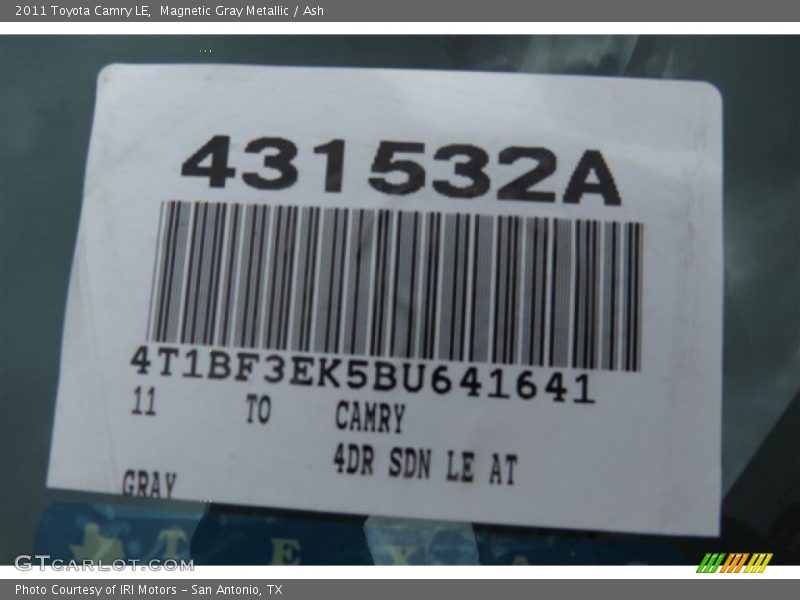 2011 Toyota Camry LE,  Magnetic Gray Metallic / Ash
431532A
4T1BF3EK5BU641641
11 TO CAMRY
4DR SDN LE AT
GRAY
T E
GTCARLOT.COM
Photo Courtesy of IRI Motors – San Antonio, TX